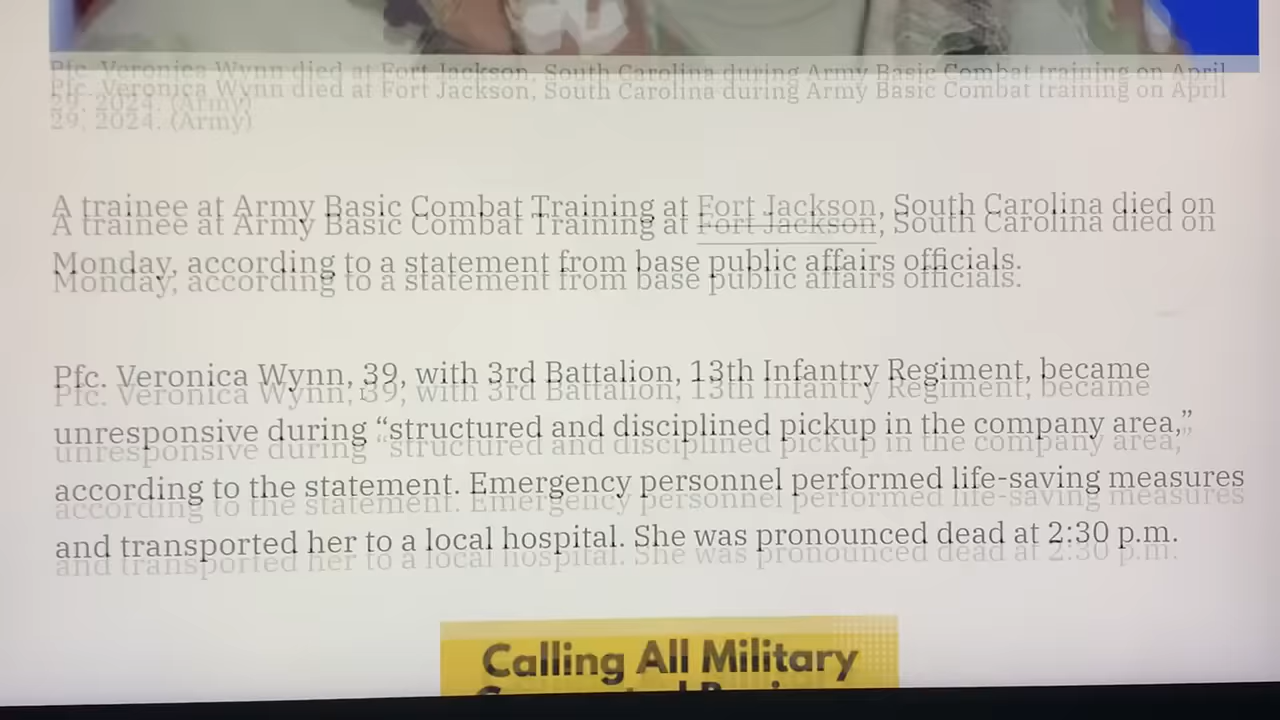 Pfc. Veronica Wynn died at Fort Jackson, South Carolina during Army Basic Combat training on April
29, 2024. (Army)
A trainee at Army Basic Combat Training at Fort Jackson, South Carolina died on
Monday, according to a statement from base public affairs officials.
Pfc. Veronica Wynn, 39, with 3rd Battalion, 13th Infantry Regiment, became
unresponsive during “structured and disciplined pickup in the company area,”
according to the statement. Emergency personnel performed life-saving measures
and transported her to a local hospital. She was pronounced dead at 2:30 p.m.
Calling All Military